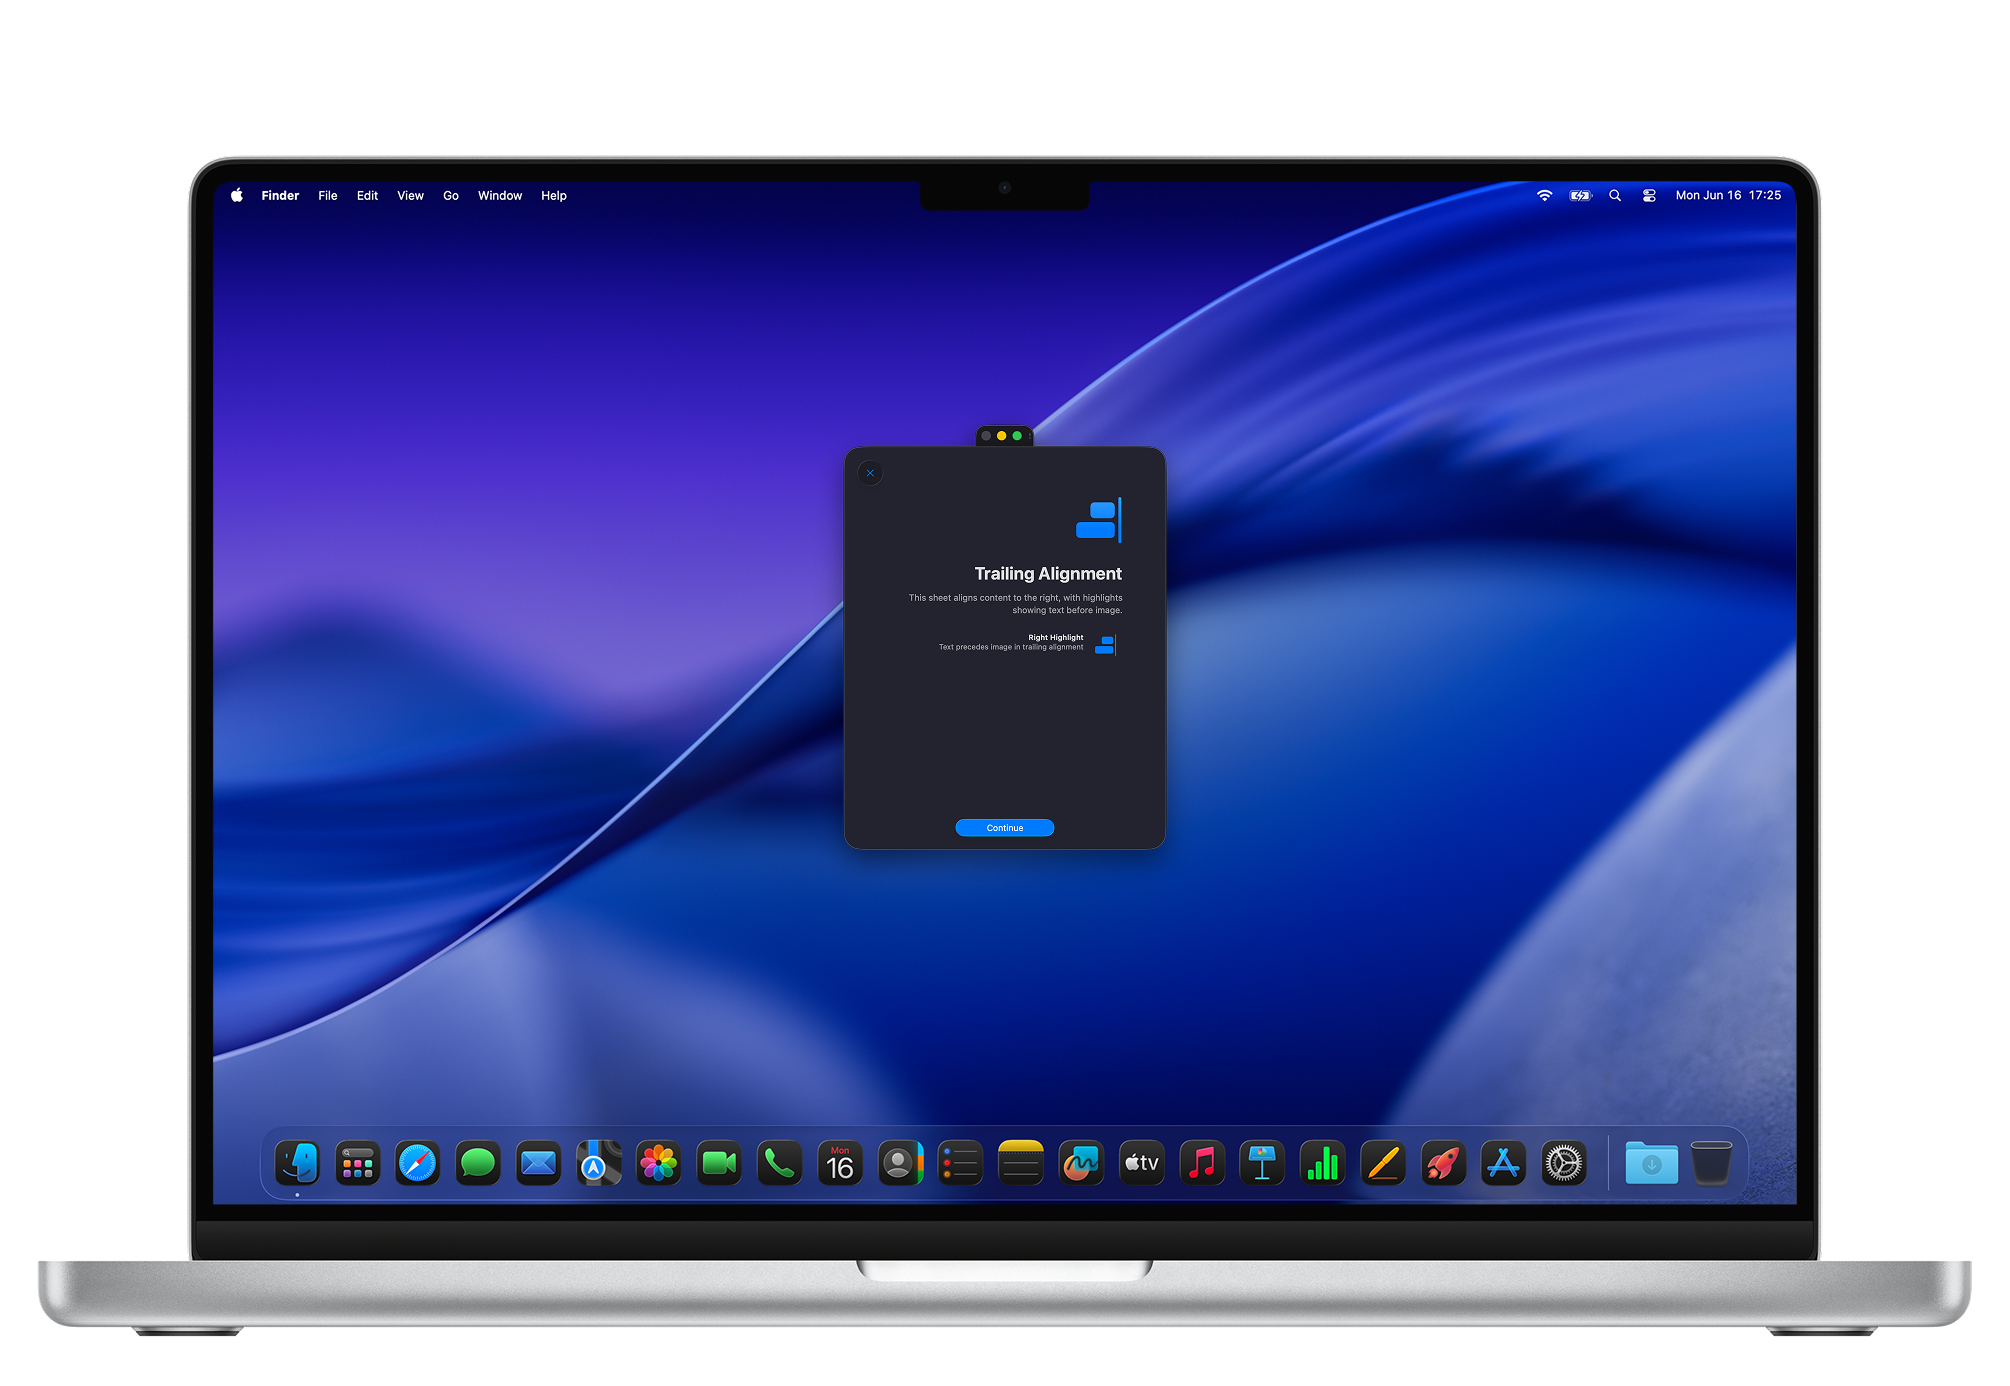 Finder File Edit View Go Window Help
Mon Jun 16 17:25
Trailing Alignment
This sheet aligns content to the right, with highlights
showing text before image.
Right Highlight
Text precedes image in trailing alignment
Continue
Mon
16
tv